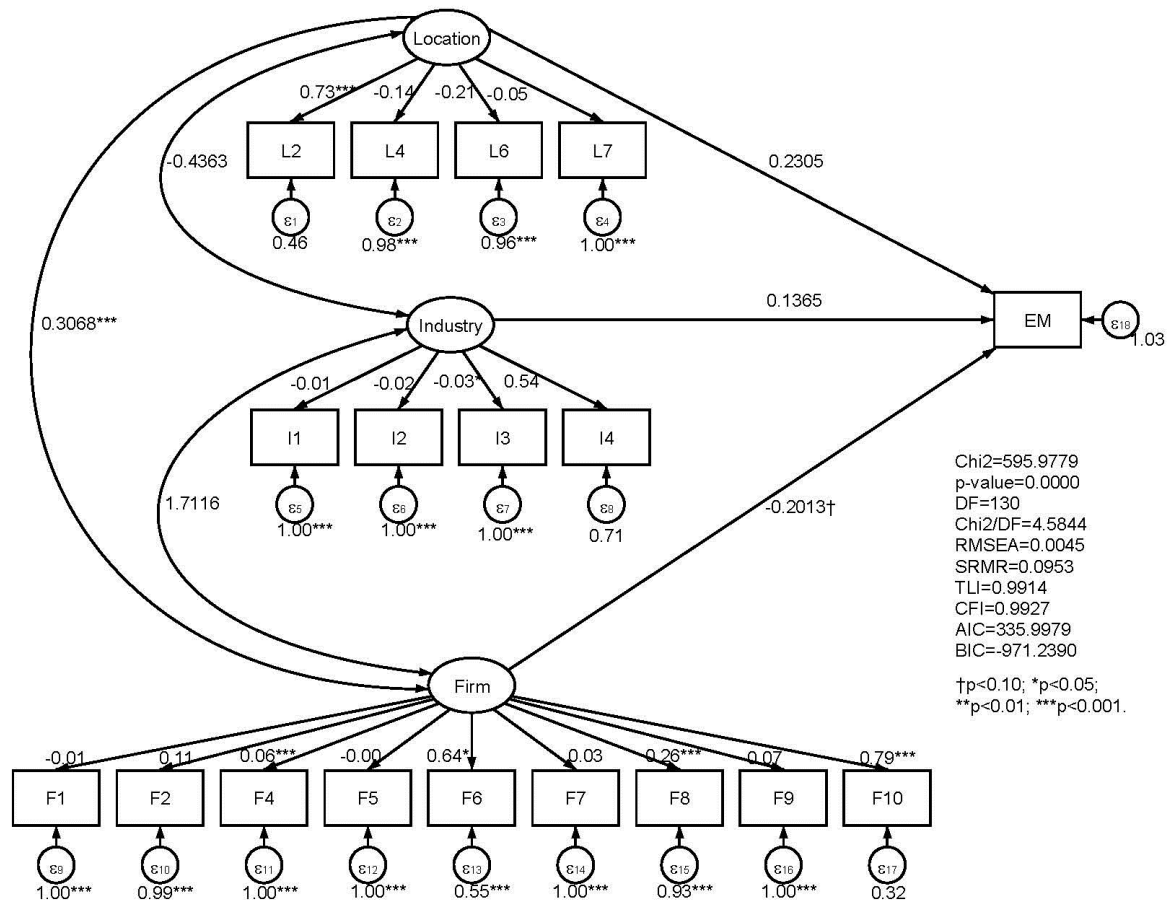 Location
0.73*** -0.14 -0.21 -0.05
L2 L4 L6 L7
-0.4363
0.2305
ε1 ε2 ε3 ε4
0.46 0.98*** 0.96*** 1.00***
0.3068***
Industry
0.1365
EM
ε18
1.03
-0.01 -0.02 -0.03* 0.54
I1 I2 I3 I4
ε5 ε6 ε7 ε8
1.00*** 1.00*** 1.00*** 0.71
1.7116
-0.2013†
Chi2=595.9779
p-value=0.0000
DF=130
Chi2/DF=4.5844
RMSEA=0.0045
SRMR=0.0953
TLI=0.9914
CFI=0.9927
AIC=335.9979
BIC=-971.2390
†p<0.10; *p<0.05;
**p<0.01; ***p<0.001.
Firm
-0.01 0.11 0.06*** -0.00 0.64* 0.03 0.26*** 0.07 0.79***
F1 F2 F4 F5 F6 F7 F8 F9 F10
ε9 ε10 ε11 ε12 ε13 ε14 ε15 ε16 ε17
1.00*** 0.99*** 1.00*** 1.00*** 0.55*** 1.00*** 0.93*** 1.00*** 0.32